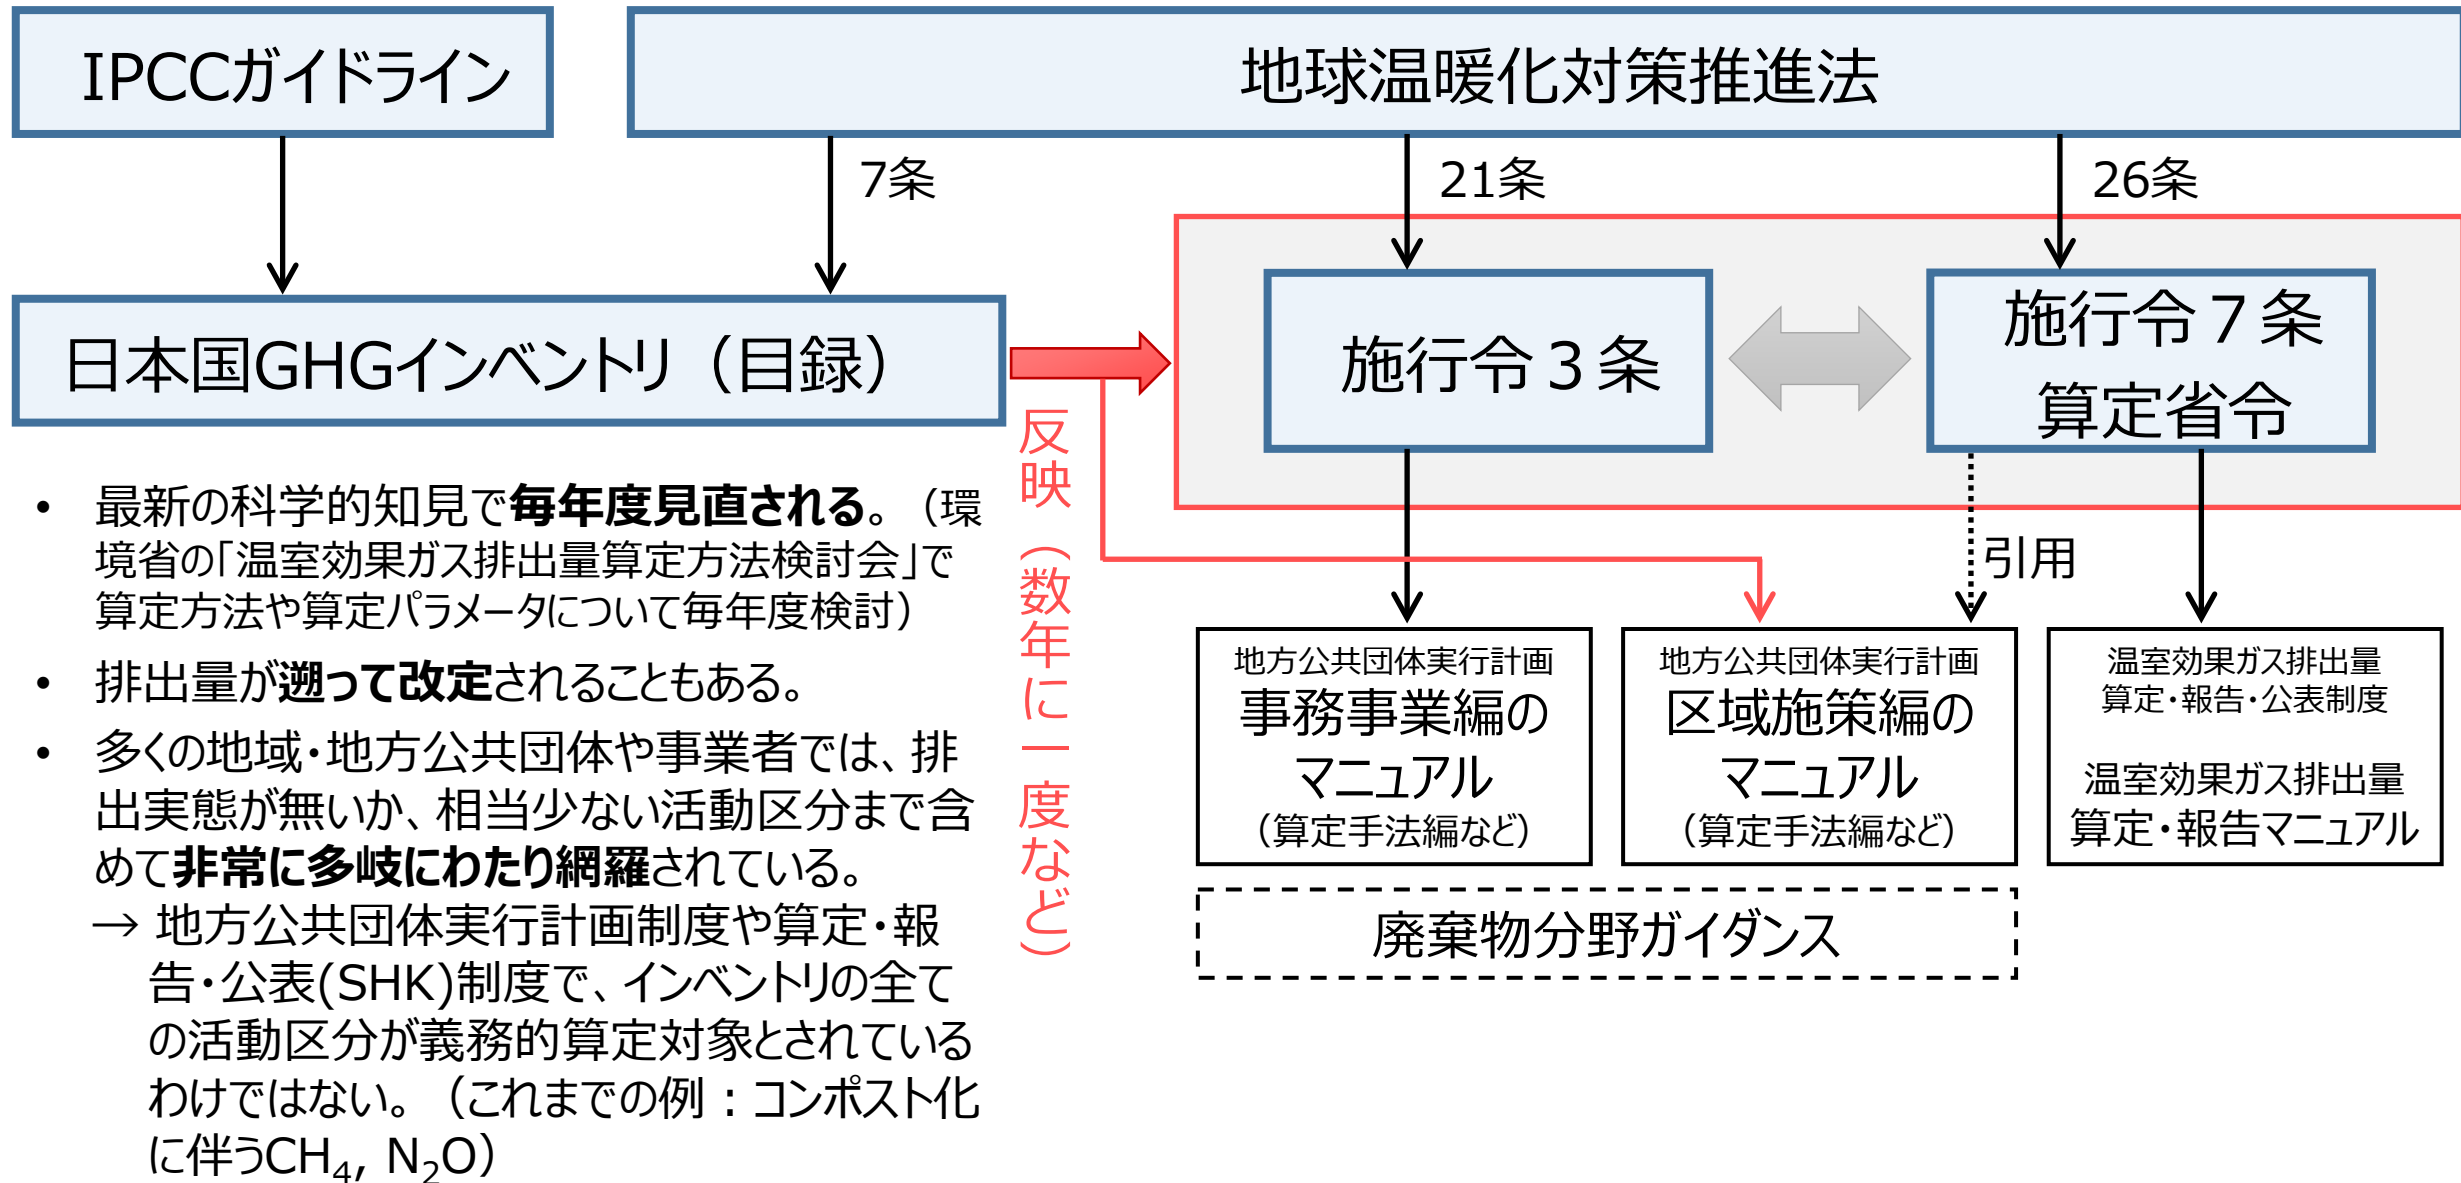 IPCCガイドライン
地球温暖化対策推進法
7条
21条
26条
日本国GHGインベントリ（目録）
施行令３条
施行令７条
算定省令
反映（数年に一度など）
引用
• 最新の科学的知見で毎年度見直される。（環
境省の「温室効果ガス排出量算定方法検討会」で
算定方法や算定パラメータについて毎年度検討）
• 排出量が遡って改定されることもある。
• 多くの地域・地方公共団体や事業者では、排
出実態が無いか、相当少ない活動区分まで含
めて非常に多岐にわたり網羅されている。
→ 地方公共団体実行計画制度や算定・報
告・公表(SHK)制度で、インベントリの全て
の活動区分が義務的算定対象とされている
わけではない。（これまでの例：コンポスト化
に伴うCH₄, N₂O）
地方公共団体実行計画
事務事業編の
マニュアル
（算定手法編など）
地方公共団体実行計画
区域施策編の
マニュアル
（算定手法編など）
温室効果ガス排出量
算定・報告・公表制度
温室効果ガス排出量
算定・報告マニュアル
廃棄物分野ガイダンス